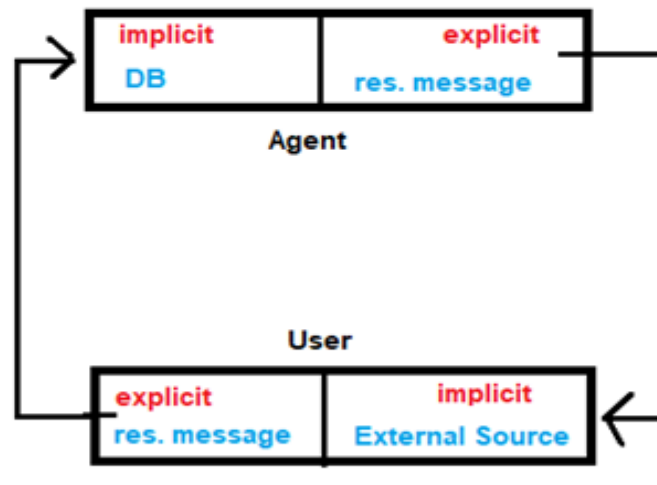 implicit explicit
DB res. message
Agent
User
explicit implicit
res. message External Source